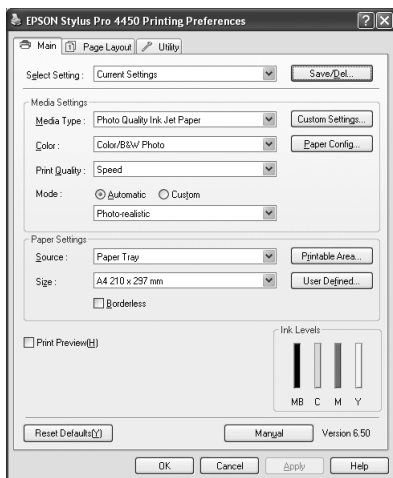 EPSON Stylus Pro 4450 Printing Preferences
Main Page Layout Utility
Select Setting : Current Settings Save/Del...
Media Settings
Media Type : Photo Quality Ink Jet Paper Custom Settings...
Color : Color/B&W Photo Paper Config...
Print Quality : Speed
Mode : Automatic Custom
Photo-realistic
Paper Settings
Source : Paper Tray Printable Area...
Size : A4 210 x 297 mm User Defined...
Borderless
Print Preview(H)
Ink Levels
MB C M Y
Reset Defaults(Y) Manual Version 6.50
OK Cancel Apply Help